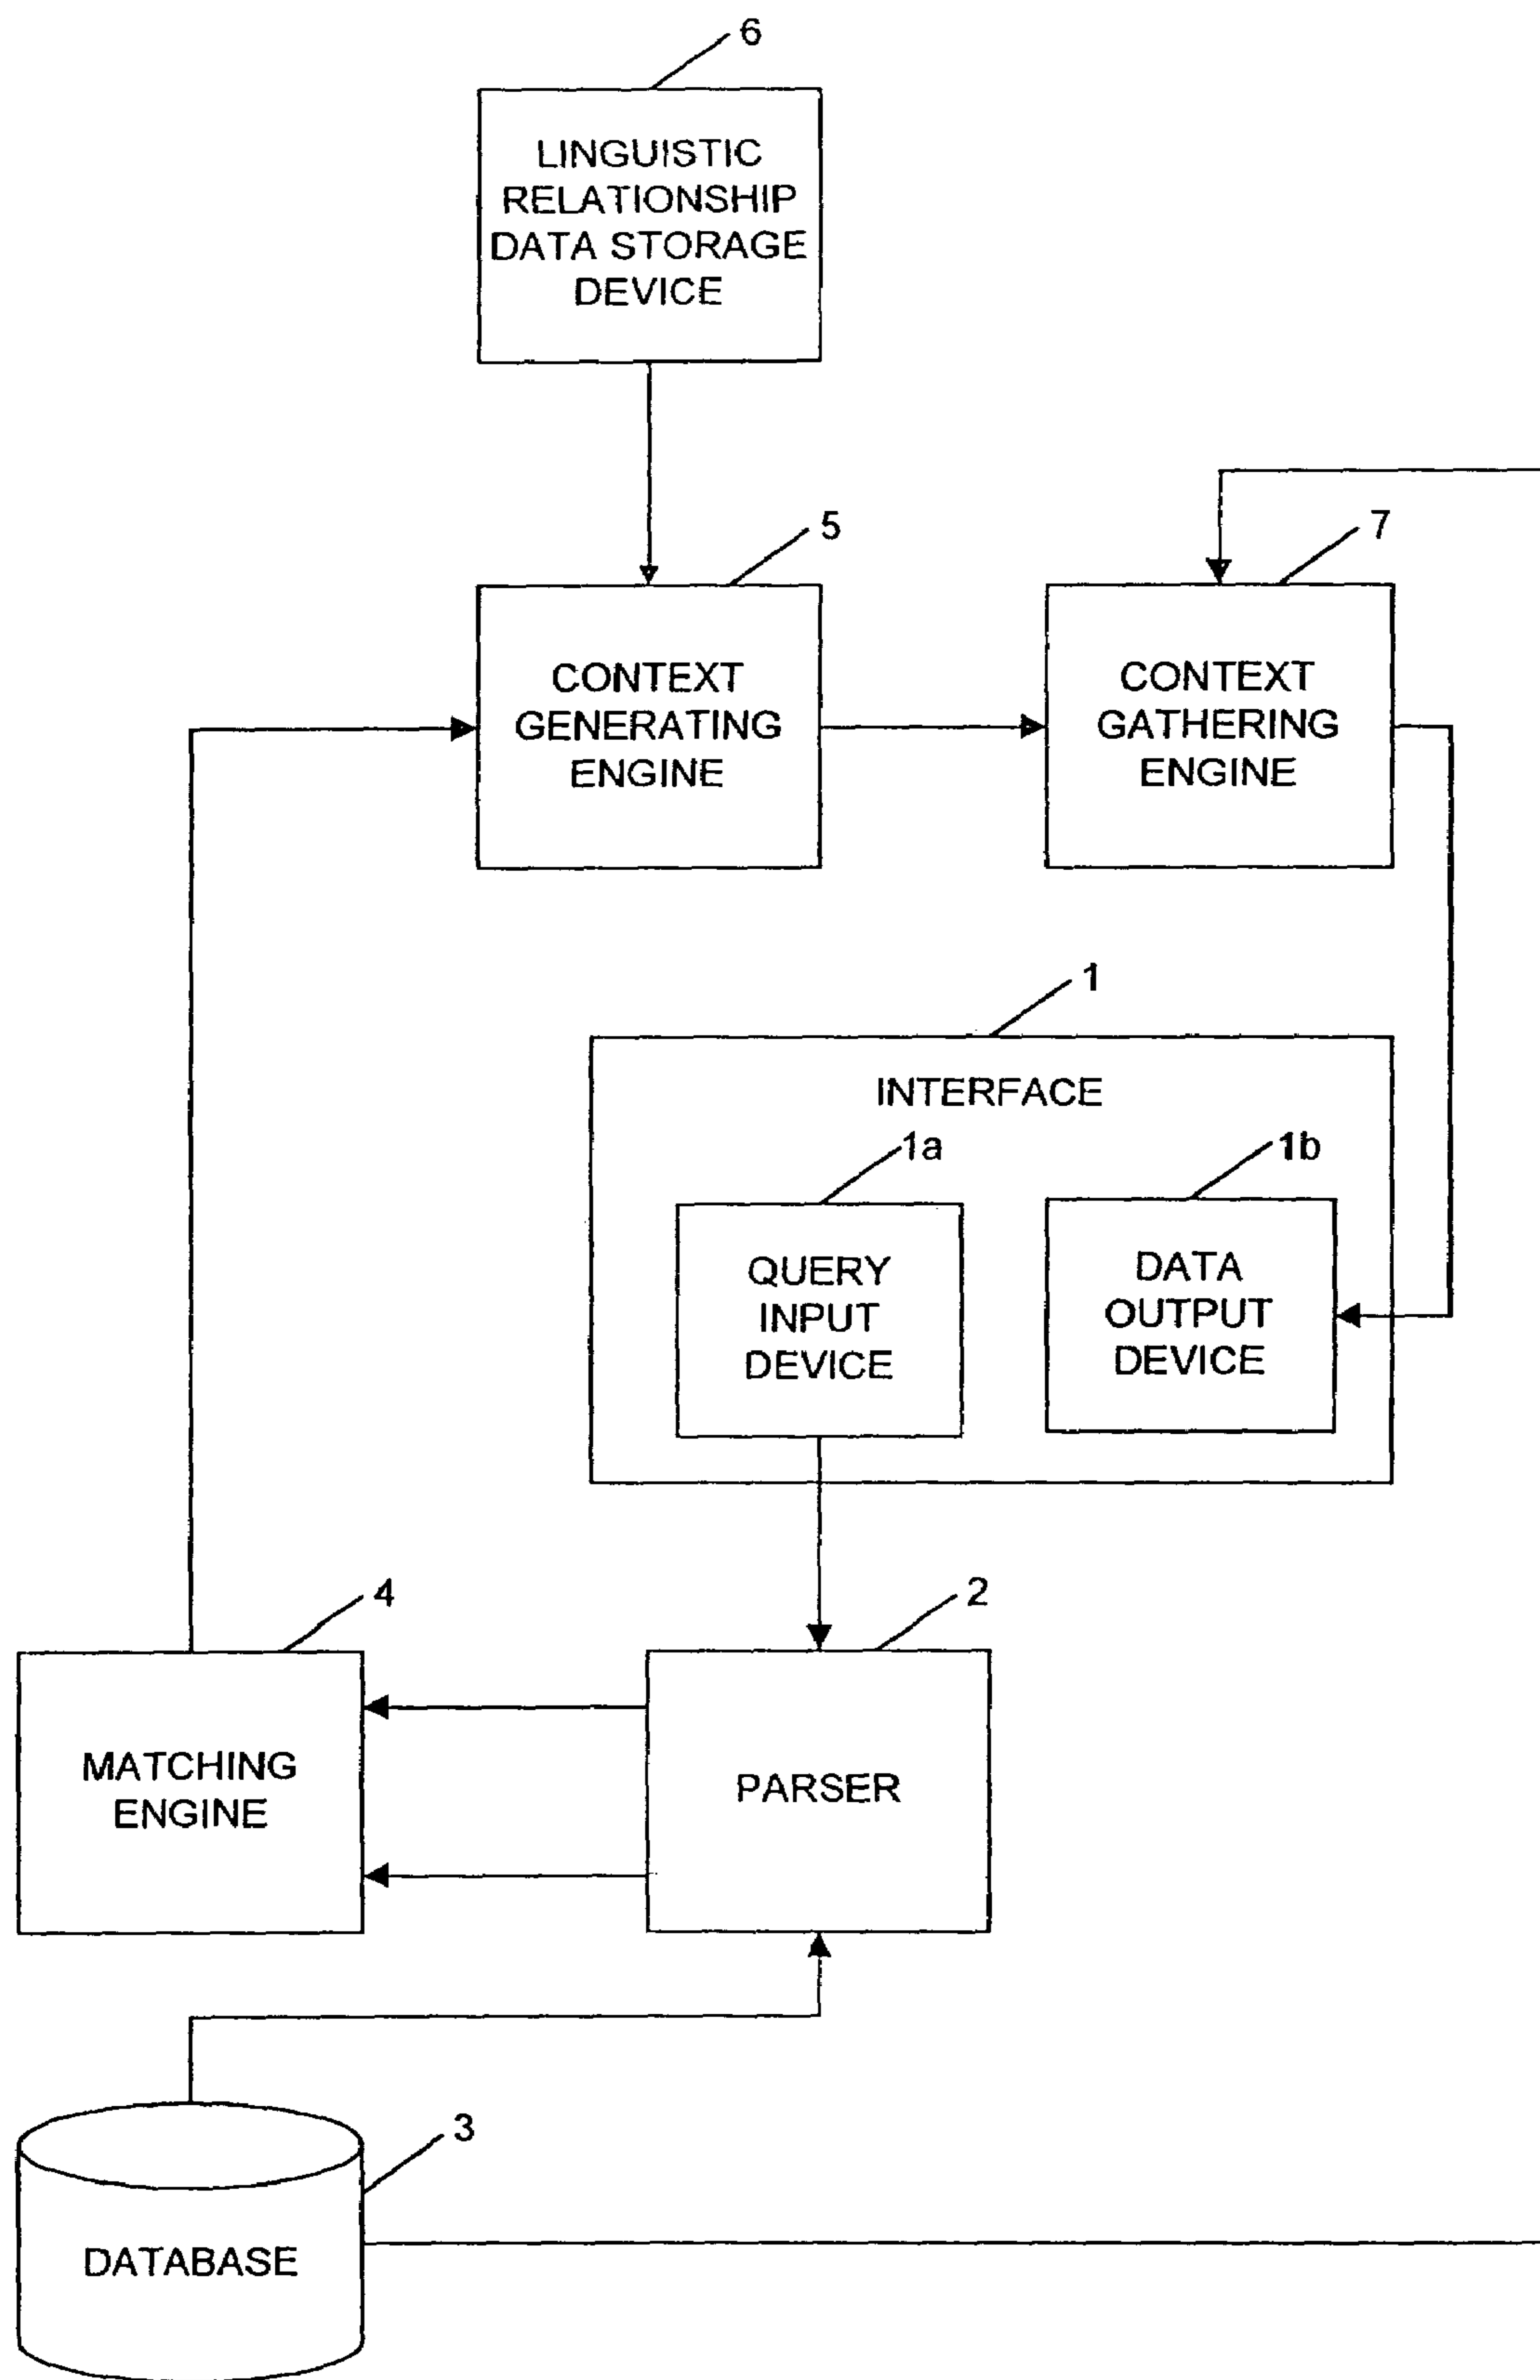 6
LINGUISTIC
RELATIONSHIP
DATA STORAGE
DEVICE
5
7
CONTEXT
GENERATING
ENGINE
CONTEXT
GATHERING
ENGINE
1
INTERFACE
1a
1b
QUERY
INPUT
DEVICE
DATA
OUTPUT
DEVICE
4
2
MATCHING
ENGINE
PARSER
3
DATABASE